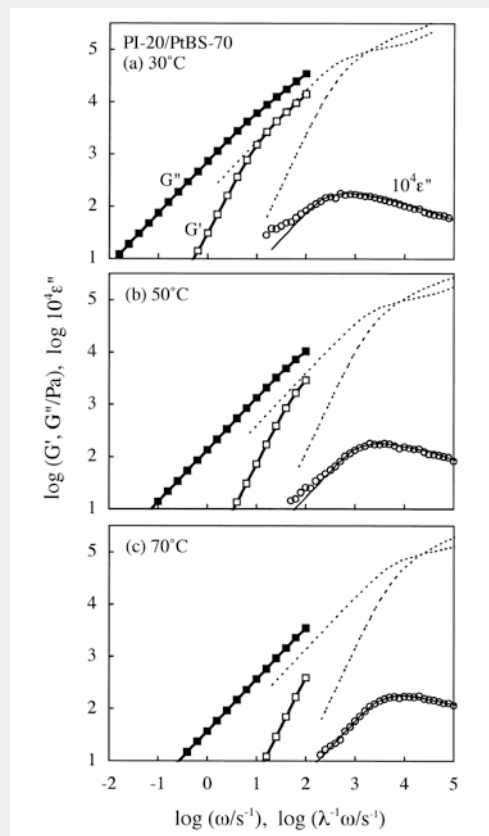 PI-20/PtBS-70
(a) 30°C
5
4
3
2
1
G"
G'
10⁴ε"
(b) 50°C
5
4
3
2
1
(c) 70°C
5
4
3
2
1
-2 -1 0 1 2 3 4 5
log (G', G"/Pa), log 10⁴ε"
log (ω/s⁻¹), log (λ⁻¹ω/s⁻¹)